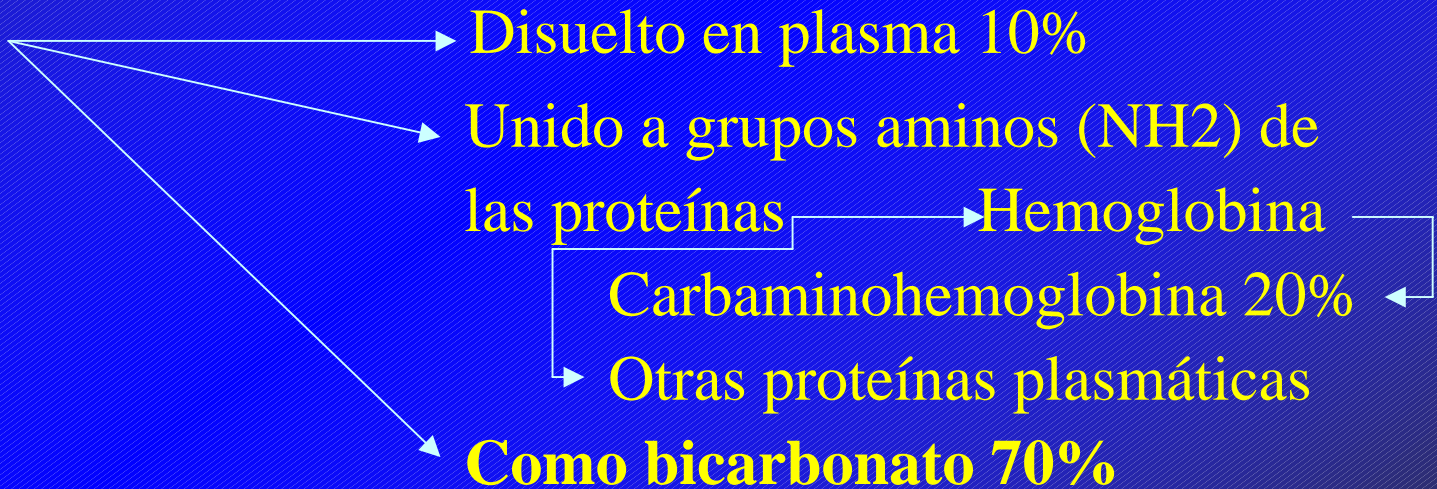 Disuelto en plasma 10%
Unido a grupos aminos (NH2) de
las proteínas Hemoglobina
Carbaminohemoglobina 20%
Otras proteínas plasmáticas
Como bicarbonato 70%